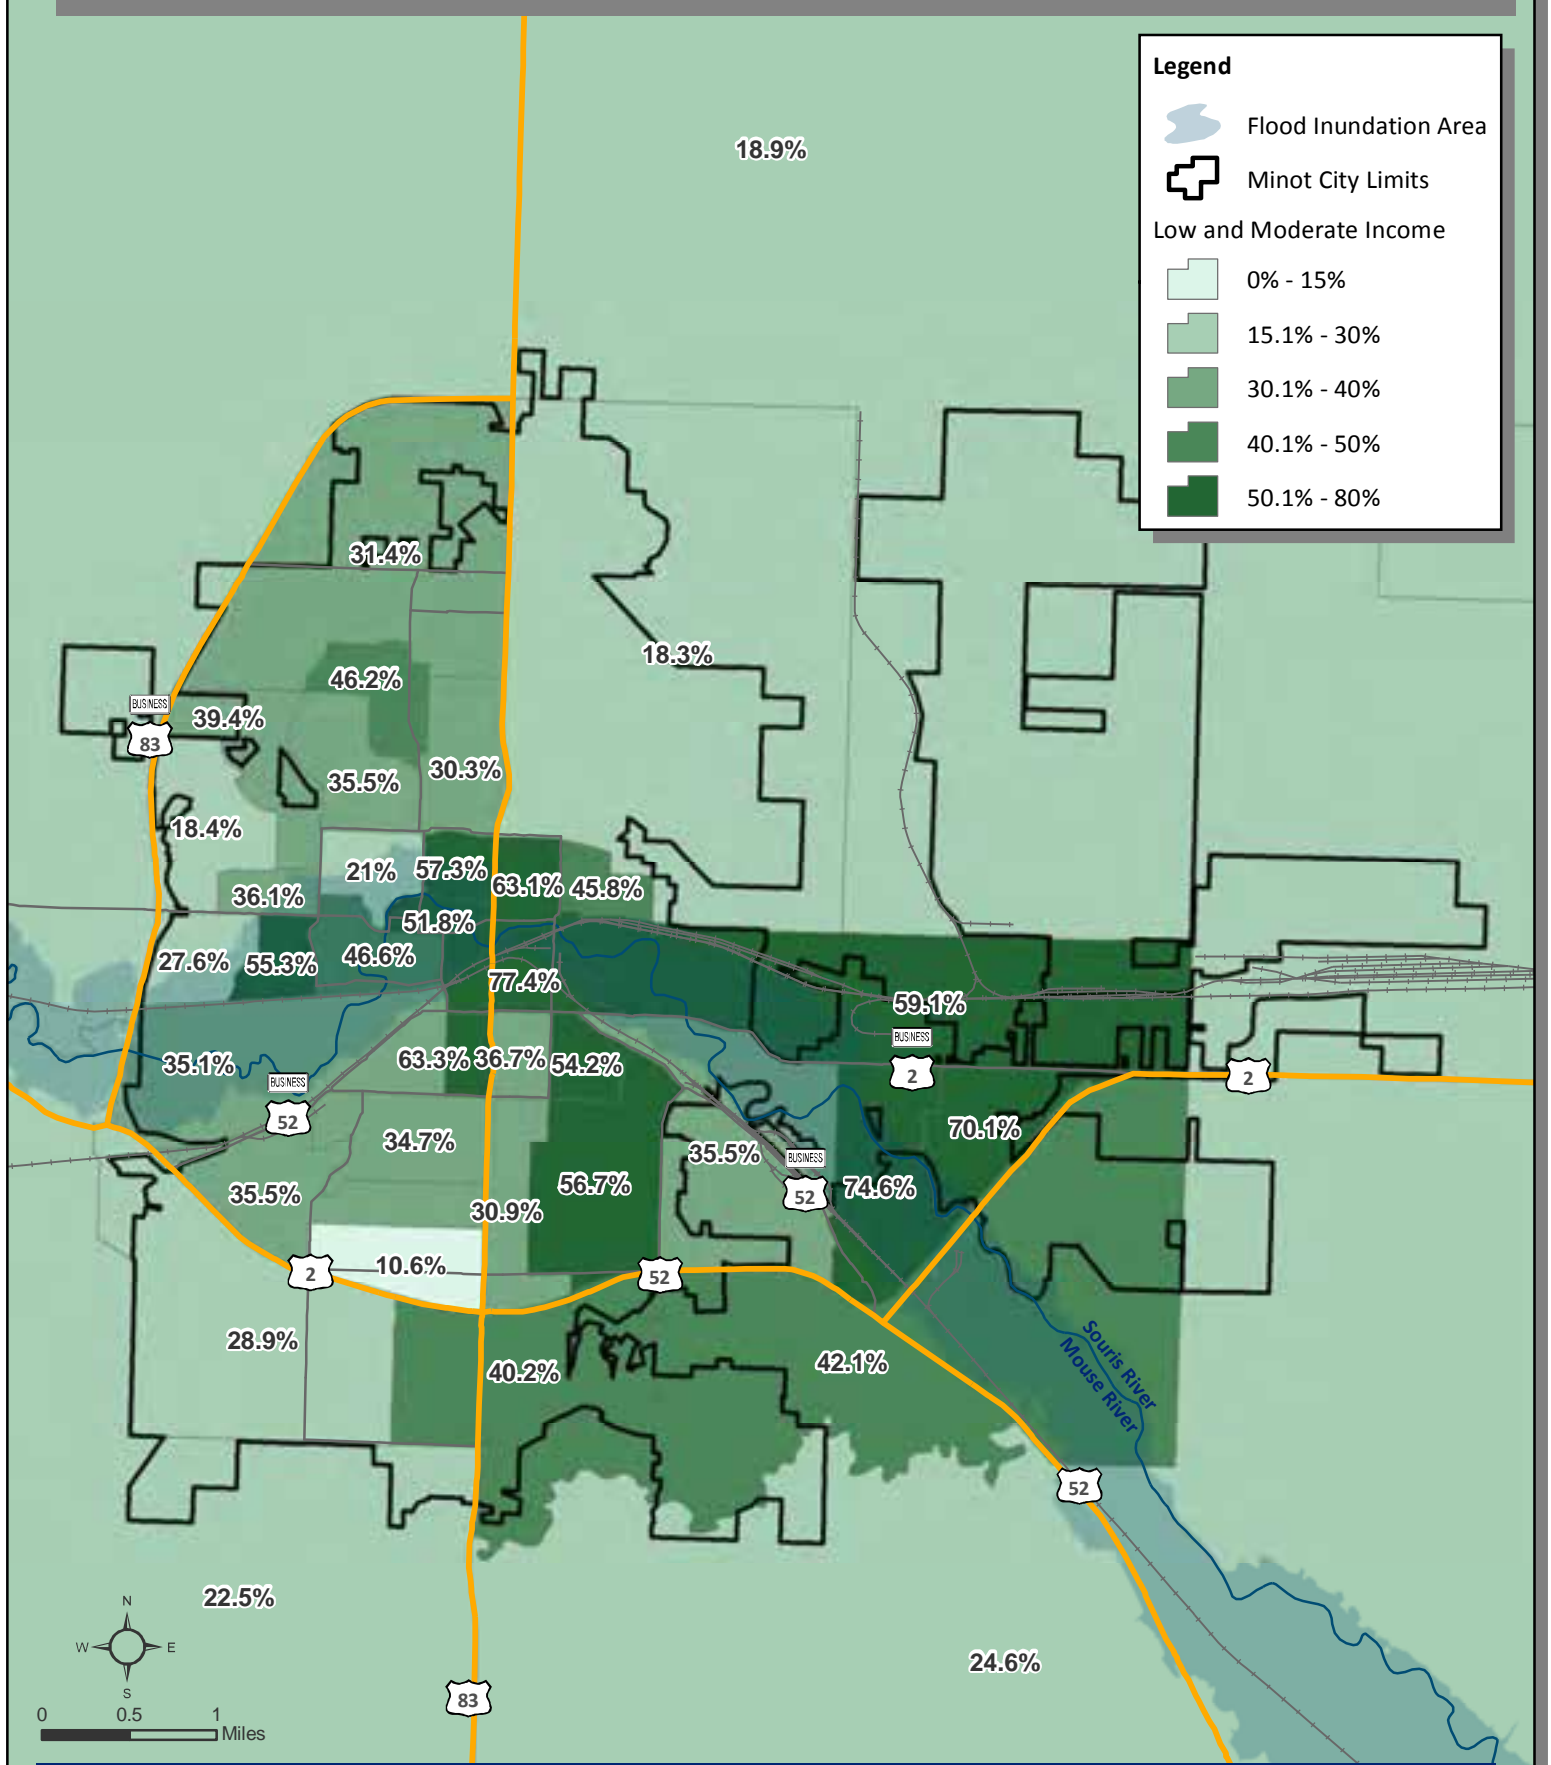 Legend
Flood Inundation Area
Minot City Limits
Low and Moderate Income
0% - 15%
15.1% - 30%
30.1% - 40%
40.1% - 50%
50.1% - 80%
18.9%
31.4%
18.3%
46.2%
BUSINESS
83
39.4%
30.3%
35.5%
18.4%
21%
57.3%
63.1%
45.8%
36.1%
51.8%
46.6%
27.6%
55.3%
77.4%
59.1%
BUSINESS
2
2
63.3%
36.7%
54.2%
35.1%
BUSINESS
52
70.1%
34.7%
35.5%
BUSINESS
52
74.6%
56.7%
35.5%
30.9%
10.6%
2
52
28.9%
40.2%
42.1%
Souris River
Mouse River
52
22.5%
24.6%
N
W
E
S
83
0
0.5
1
Miles